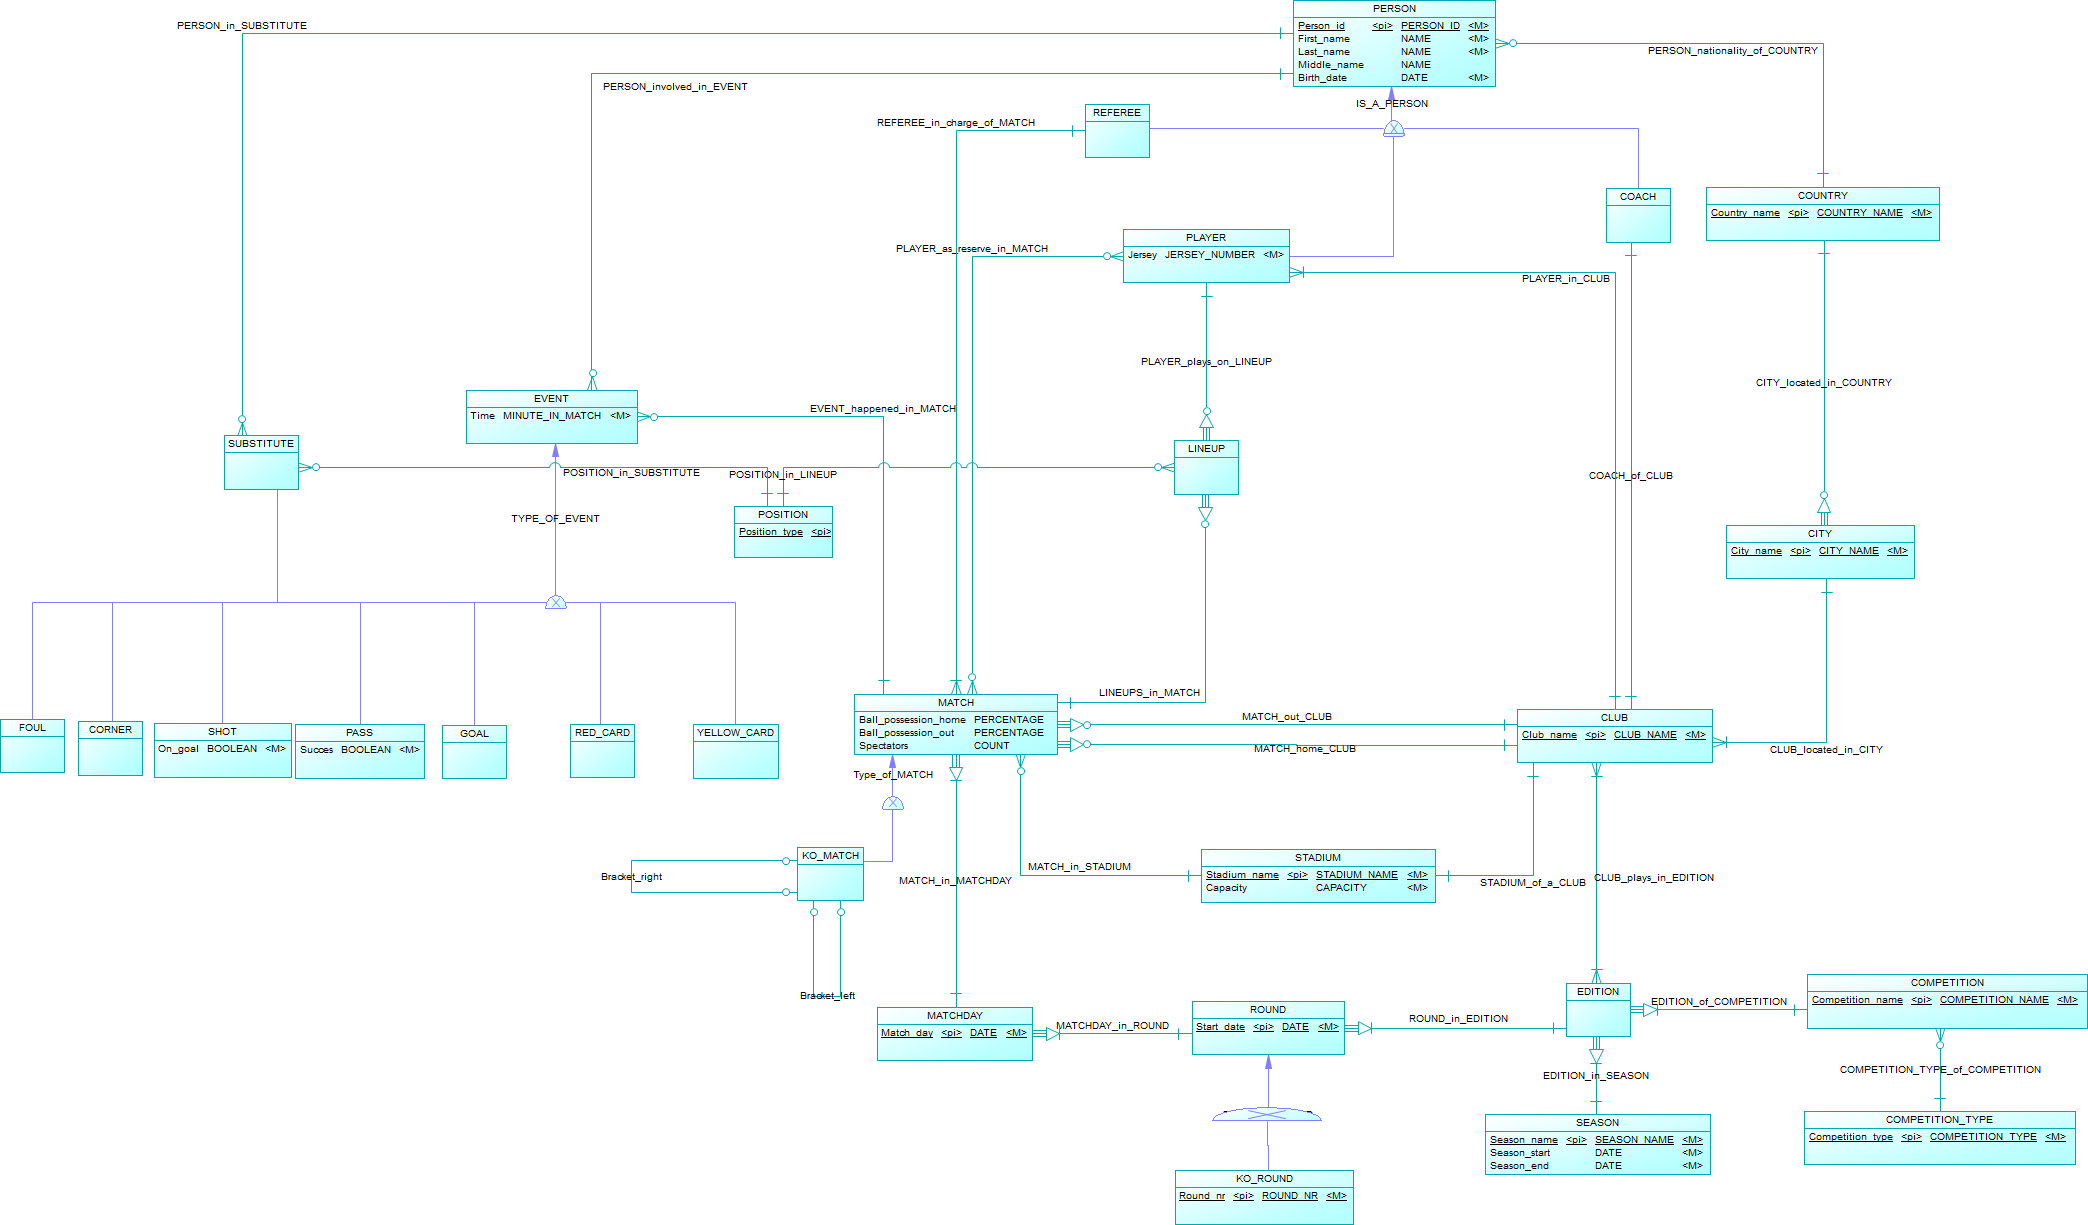 PERSON
Person_id <pi> PERSON_ID <M>
First_name NAME <M>
Last_name NAME <M>
Middle_name NAME
Birth_date DATE <M>
PERSON_in_SUBSTITUTE
PERSON_nationality_of_COUNTRY
PERSON_involved_in_EVENT
IS_A_PERSON
REFEREE
REFEREE_in_charge_of_MATCH
COACH
COUNTRY
Country_name <pi> COUNTRY_NAME <M>
PLAYER
Jersey JERSEY_NUMBER <M>
PLAYER_as_reserve_in_MATCH
PLAYER_in_CLUB
PLAYER_plays_on_LINEUP
CITY_located_in_COUNTRY
EVENT
Time MINUTE_IN_MATCH <M>
EVENT_happened_in_MATCH
SUBSTITUTE
LINEUP
POSITION_in_SUBSTITUTE
POSITION_in_LINEUP
COACH_of_CLUB
TYPE_OF_EVENT
POSITION
Position_type <pi>
CITY
City_name <pi> CITY_NAME <M>
LINEUPS_in_MATCH
MATCH
Ball_possession_home PERCENTAGE
Ball_possession_out PERCENTAGE
Spectators COUNT
MATCH_out_CLUB
MATCH_home_CLUB
CLUB
Club_name <pi> CLUB_NAME <M>
CLUB_located_in_CITY
FOUL
CORNER
SHOT
On_goal BOOLEAN <M>
PASS
Succes BOOLEAN <M>
GOAL
RED_CARD
YELLOW_CARD
Type_of_MATCH
KO_MATCH
Bracket_right
Bracket_left
MATCH_in_MATCHDAY
MATCH_in_STADIUM
STADIUM
Stadium_name <pi> STADIUM_NAME <M>
Capacity CAPACITY <M>
STADIUM_of_a_CLUB
CLUB_plays_in_EDITION
MATCHDAY
Match_day <pi> DATE <M>
MATCHDAY_in_ROUND
ROUND
Start_date <pi> DATE <M>
ROUND_in_EDITION
EDITION
EDITION_of_COMPETITION
COMPETITION
Competition_name <pi> COMPETITION_NAME <M>
EDITION_in_SEASON
COMPETITION_TYPE_of_COMPETITION
SEASON
Season_name <pi> SEASON_NAME <M>
Season_start DATE <M>
Season_end DATE <M>
COMPETITION_TYPE
Competition_type <pi> COMPETITION_TYPE <M>
KO_ROUND
Round_nr <pi> ROUND_NR <M>